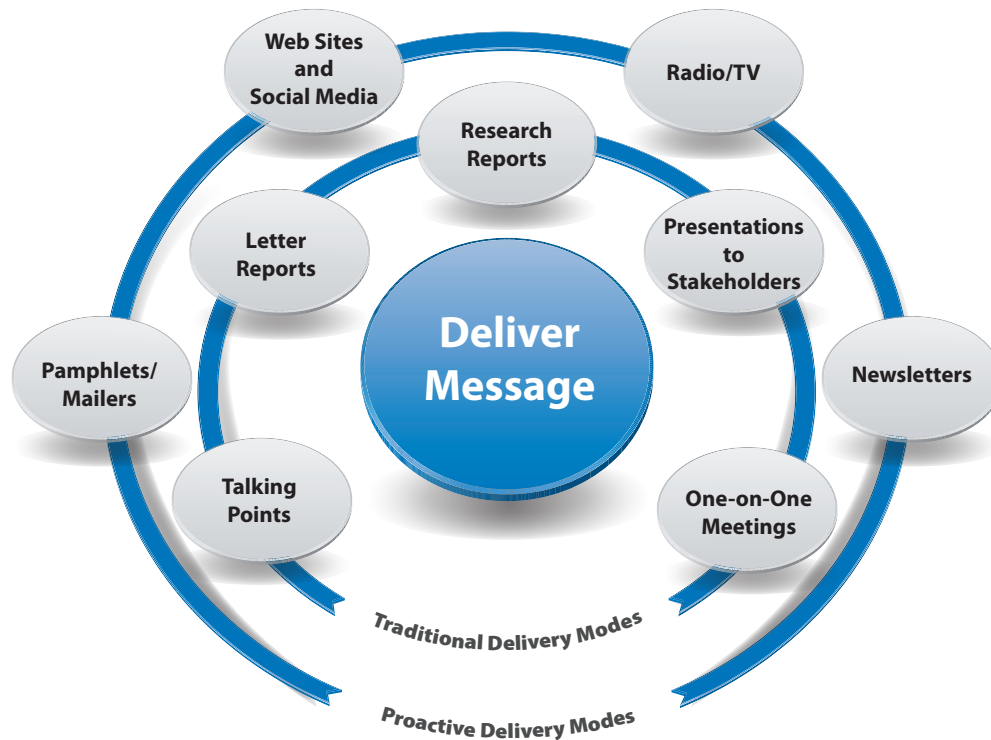 Web Sites
and
Social Media
Radio/TV
Research
Reports
Letter
Reports
Presentations
to
Stakeholders
Deliver
Message
Pamphlets/
Mailers
Newsletters
Talking
Points
One-on-One
Meetings
Traditional Delivery Modes
Proactive Delivery Modes